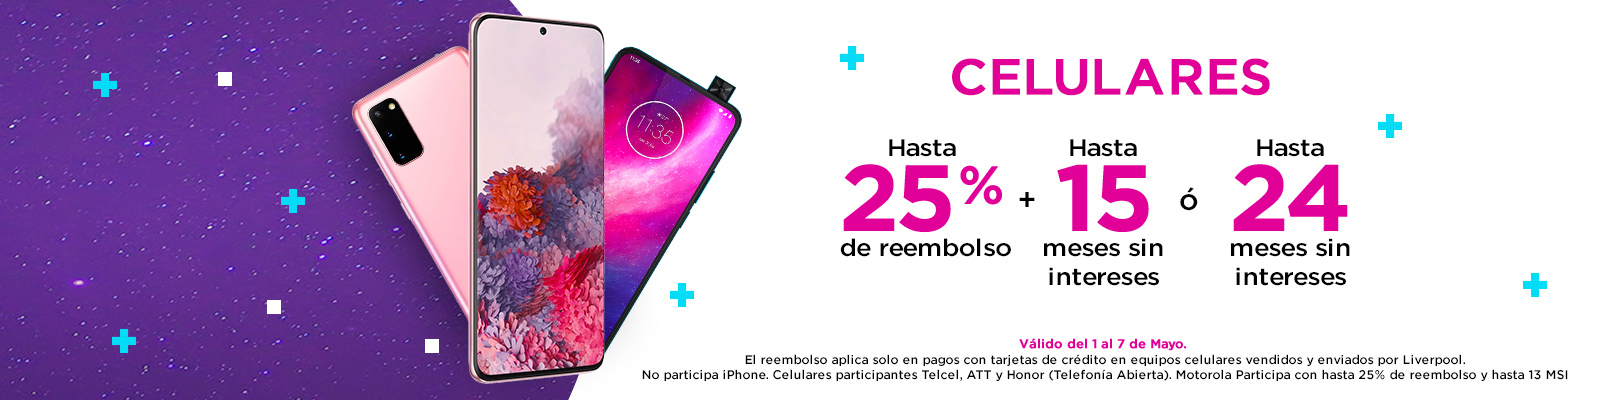 CELULARES
Hasta
25%
de reembolso
+
Hasta
15
meses sin
intereses
ó
Hasta
24
meses sin
intereses
Válido del 1 al 7 de Mayo.
El reembolso aplica solo en pagos con tarjetas de crédito en equipos celulares vendidos y enviados por Liverpool.
No participa iPhone. Celulares participantes Telcel, ATT y Honor (Telefonía Abierta). Motorola Participa con hasta 25% de reembolso y hasta 13 MSI
11:35